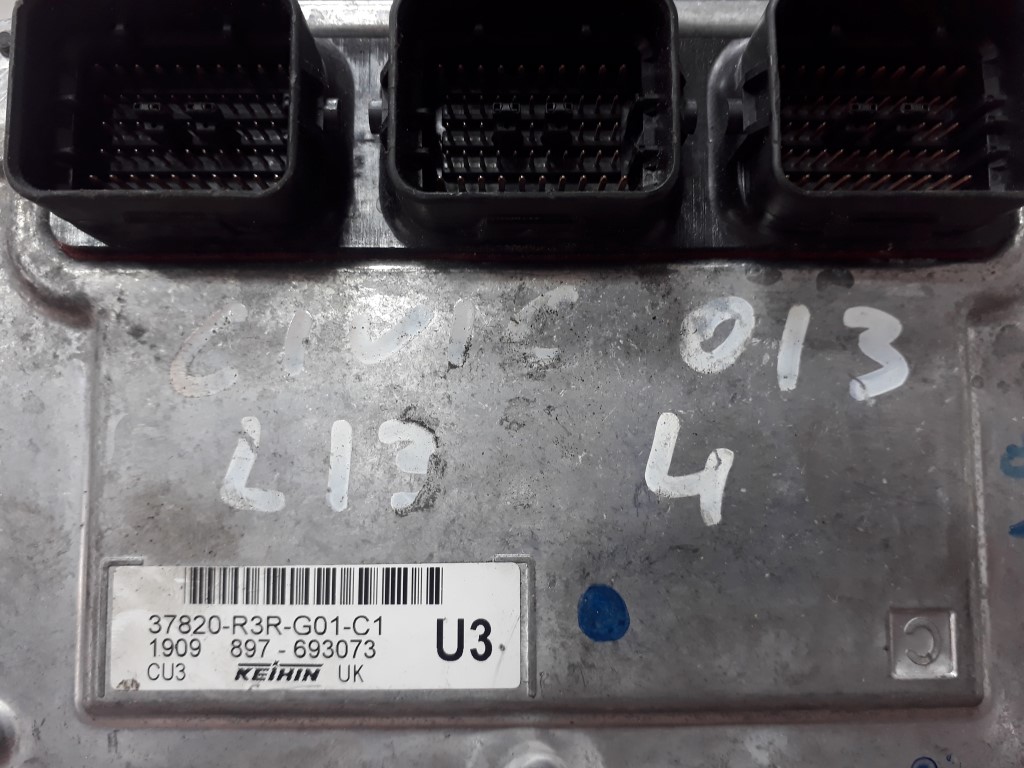 CIVIC 013
L13 4
37820-R3R-G01-C1
1909 897-693073
U3
CU3 KEIHIN UK
C